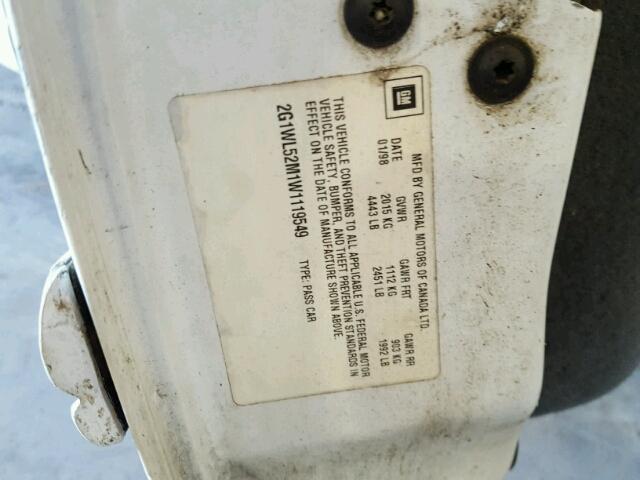 GM
MFD BY GENERAL MOTORS OF CANADA LTD.
DATE GVWR GAWR FRT GAWR RR
01/98 2015 KG 1112 KG 903 KG
4443 LB 2451 LB 1992 LB
THIS VEHICLE CONFORMS TO ALL APPLICABLE U.S. FEDERAL MOTOR
VEHICLE SAFETY, BUMPER, AND THEFT PREVENTION STANDARDS IN
EFFECT ON THE DATE OF MANUFACTURE SHOWN ABOVE.
2G1WL52M1W1119549 TYPE: PASS CAR